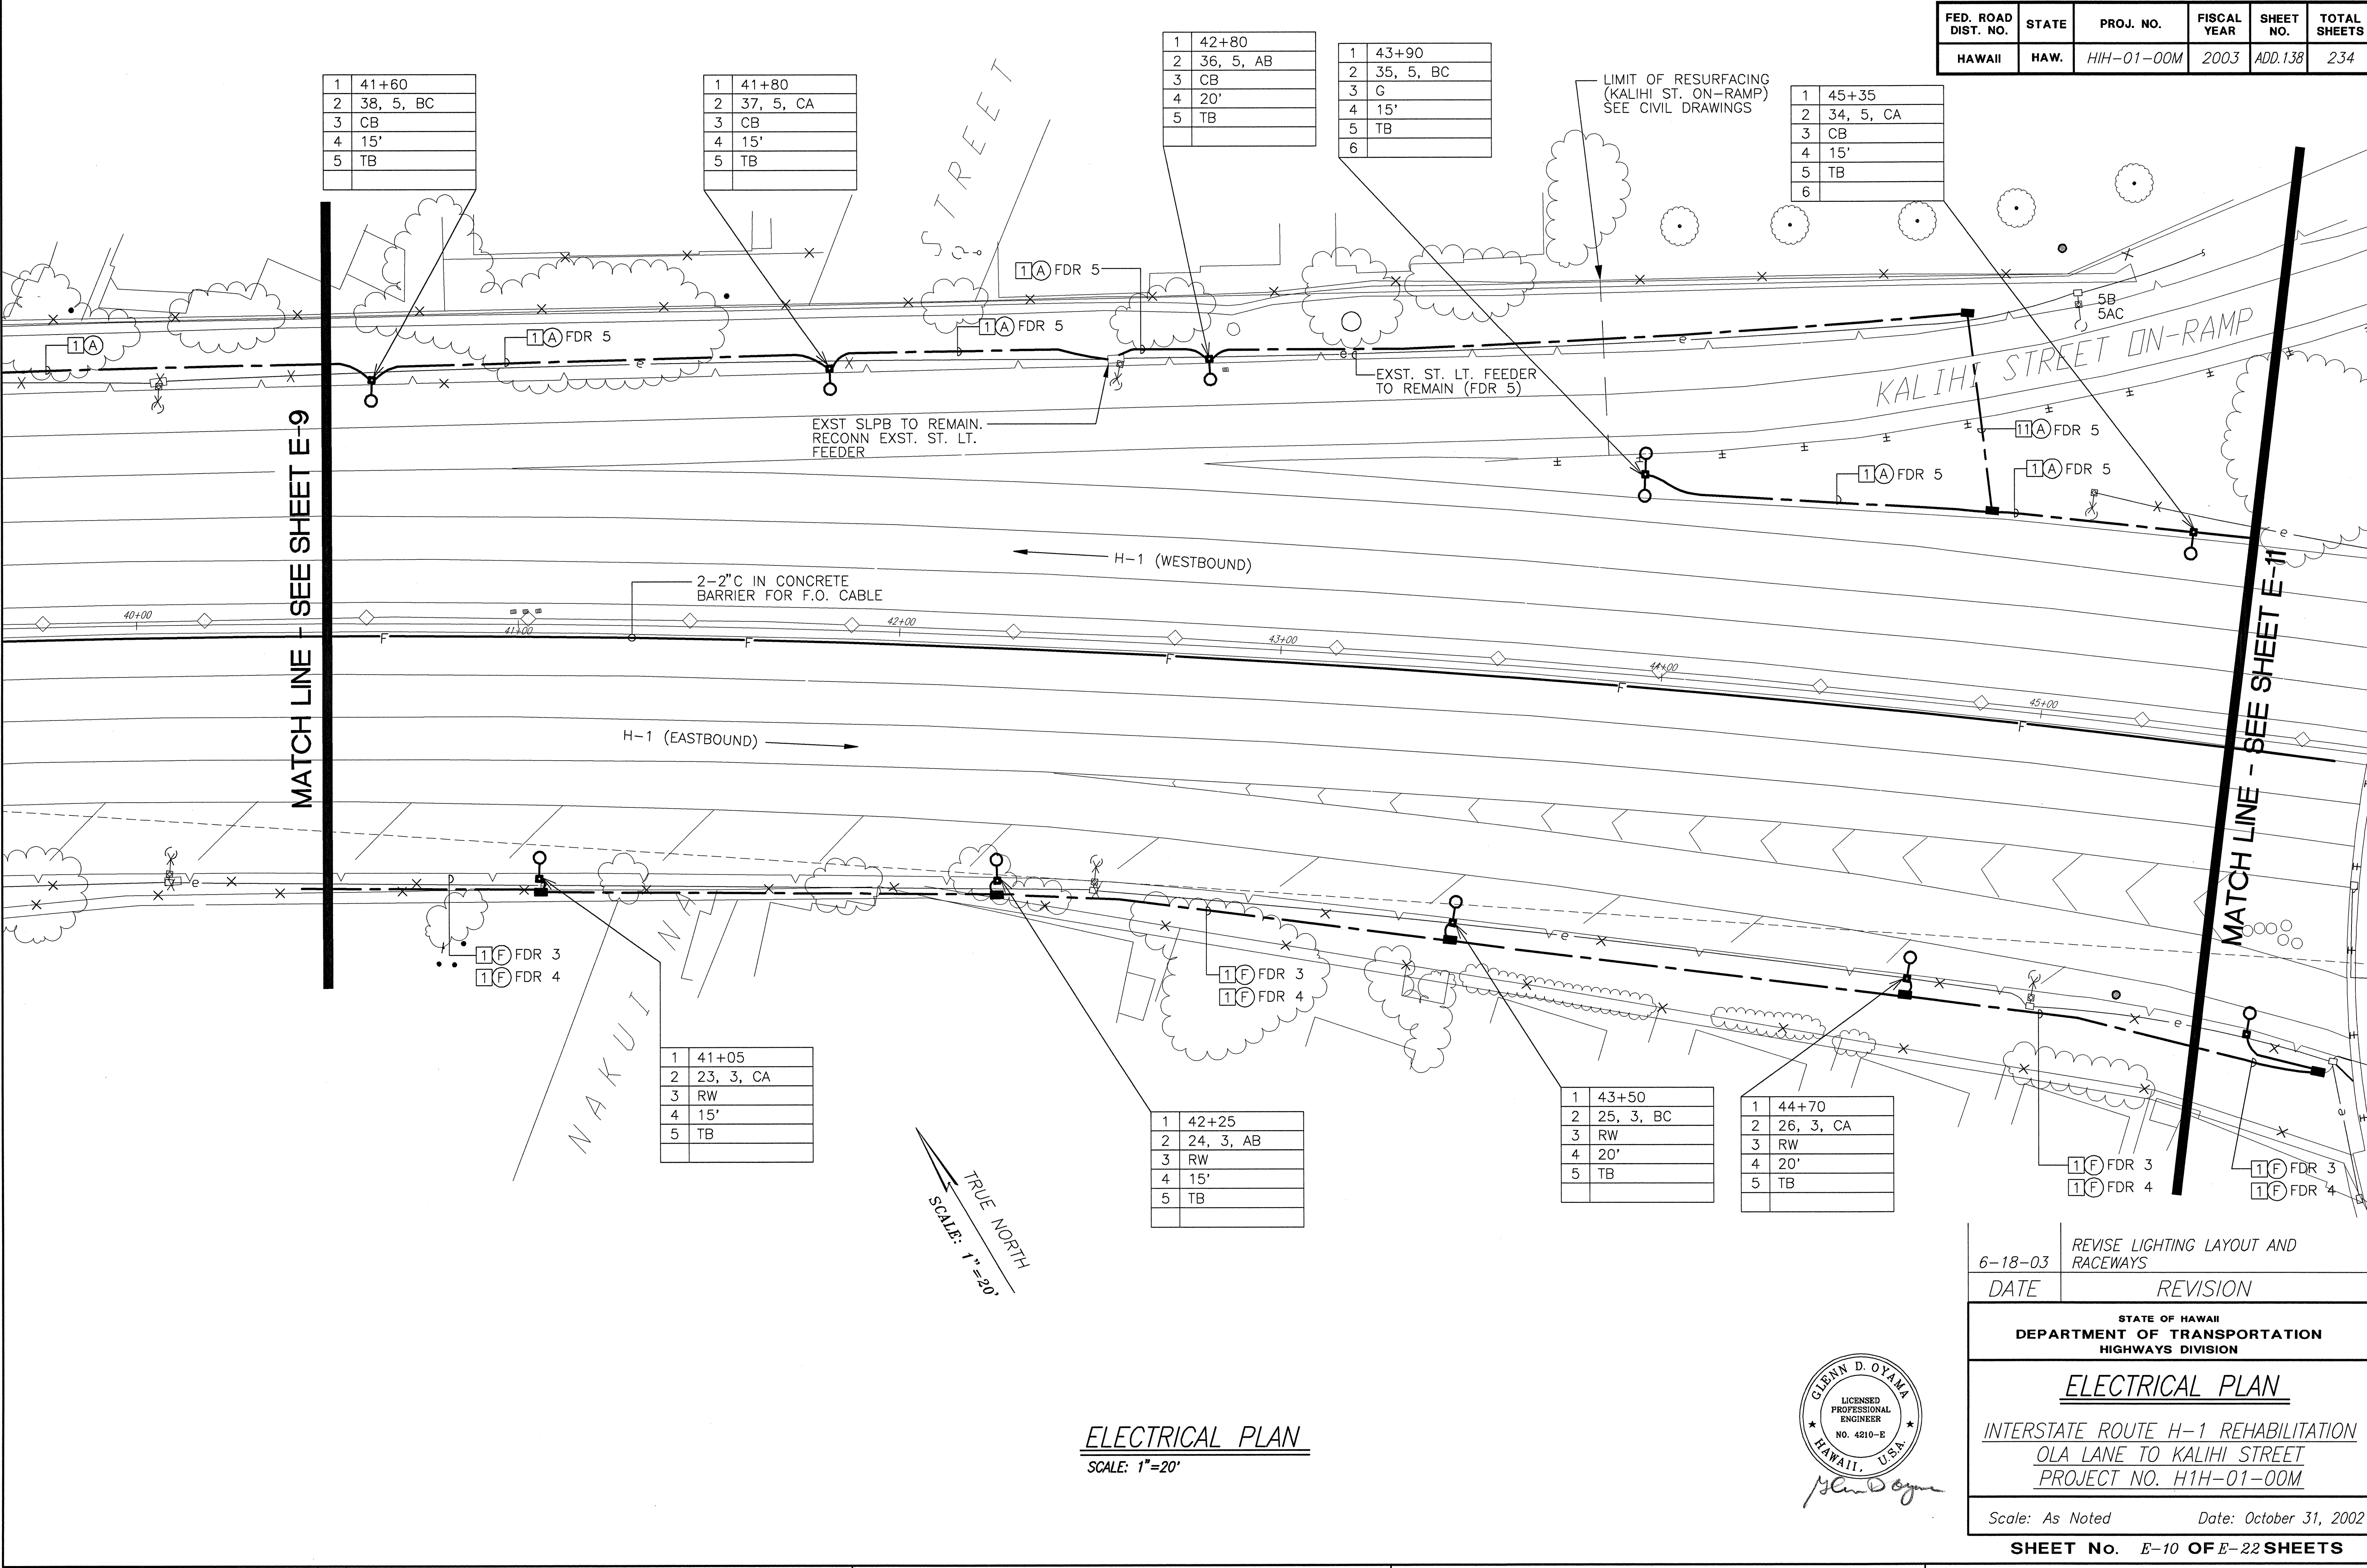 FED. ROAD DIST. NO. STATE PROJ. NO. FISCAL YEAR SHEET NO. TOTAL SHEETS
HAWAII HAW. HIH-01-00M 2003 ADD.138 234
1 41+60
2 38, 5, BC
3 CB
4 15'
5 TB
1 41+80
2 37, 5, CA
3 CB
4 15'
5 TB
1 42+80
2 36, 5, AB
3 CB
4 20'
5 TB
1 43+90
2 35, 5, BC
3 G
4 15'
5 TB
6
LIMIT OF RESURFACING
(KALIHI ST. ON-RAMP)
SEE CIVIL DRAWINGS
1 45+35
2 34, 5, CA
3 CB
4 15'
5 TB
6
STREET
1 A FDR 5
1 A
1 A FDR 5
1 A FDR 5
5B
5AC
KALIHI STREET ON-RAMP
EXST. ST. LT. FEEDER
TO REMAIN (FDR 5)
EXST SLPB TO REMAIN.
RECONN EXST. ST. LT.
FEEDER
11 A FDR 5
1 A FDR 5
1 A FDR 5
MATCH LINE - SEE SHEET E-9
MATCH LINE - SEE SHEET E-11
H-1 (WESTBOUND)
2-2"C IN CONCRETE
BARRIER FOR F.O. CABLE
40+00
41+00
42+00
43+00
44+00
45+00
F
F
F
F
F
H-1 (EASTBOUND)
1 F FDR 3
1 F FDR 4
1 F FDR 3
1 F FDR 4
NAKUI
NA
1 41+05
2 23, 3, CA
3 RW
4 15'
5 TB
1 42+25
2 24, 3, AB
3 RW
4 15'
5 TB
1 43+50
2 25, 3, BC
3 RW
4 20'
5 TB
1 44+70
2 26, 3, CA
3 RW
4 20'
5 TB
1 F FDR 3
1 F FDR 4
1 F FDR 3
1 F FDR 4
TRUE NORTH
SCALE: 1"=20'
6-18-03 REVISE LIGHTING LAYOUT AND
RACEWAYS
DATE REVISION
STATE OF HAWAII
DEPARTMENT OF TRANSPORTATION
HIGHWAYS DIVISION
ELECTRICAL PLAN
INTERSTATE ROUTE H-1 REHABILITATION
OLA LANE TO KALIHI STREET
PROJECT NO. H1H-01-00M
Scale: As Noted Date: October 31, 2002
SHEET No. E-10 OF E-22 SHEETS
GLENN D. OYAMA
LICENSED
PROFESSIONAL
ENGINEER
NO. 4210-E
HAWAII, U.S.A.
Glenn D Oyama
ELECTRICAL PLAN
SCALE: 1"=20'